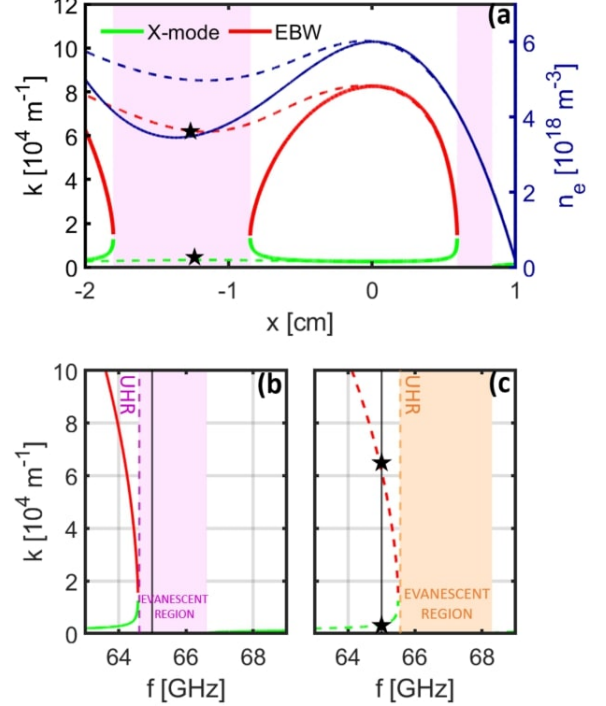 (a)
X-mode EBW
12
10
8
6
4
2
0
k [10⁴ m⁻¹]
6
4
2
0
nₑ [10¹⁸ m⁻³]
-2 -1 0 1
x [cm]
(b)
UHR
EVANESCENT
REGION
10
8
6
4
2
0
k [10⁴ m⁻¹]
64 66 68
f [GHz]
(c)
UHR
EVANESCENT
REGION
64 66 68
f [GHz]